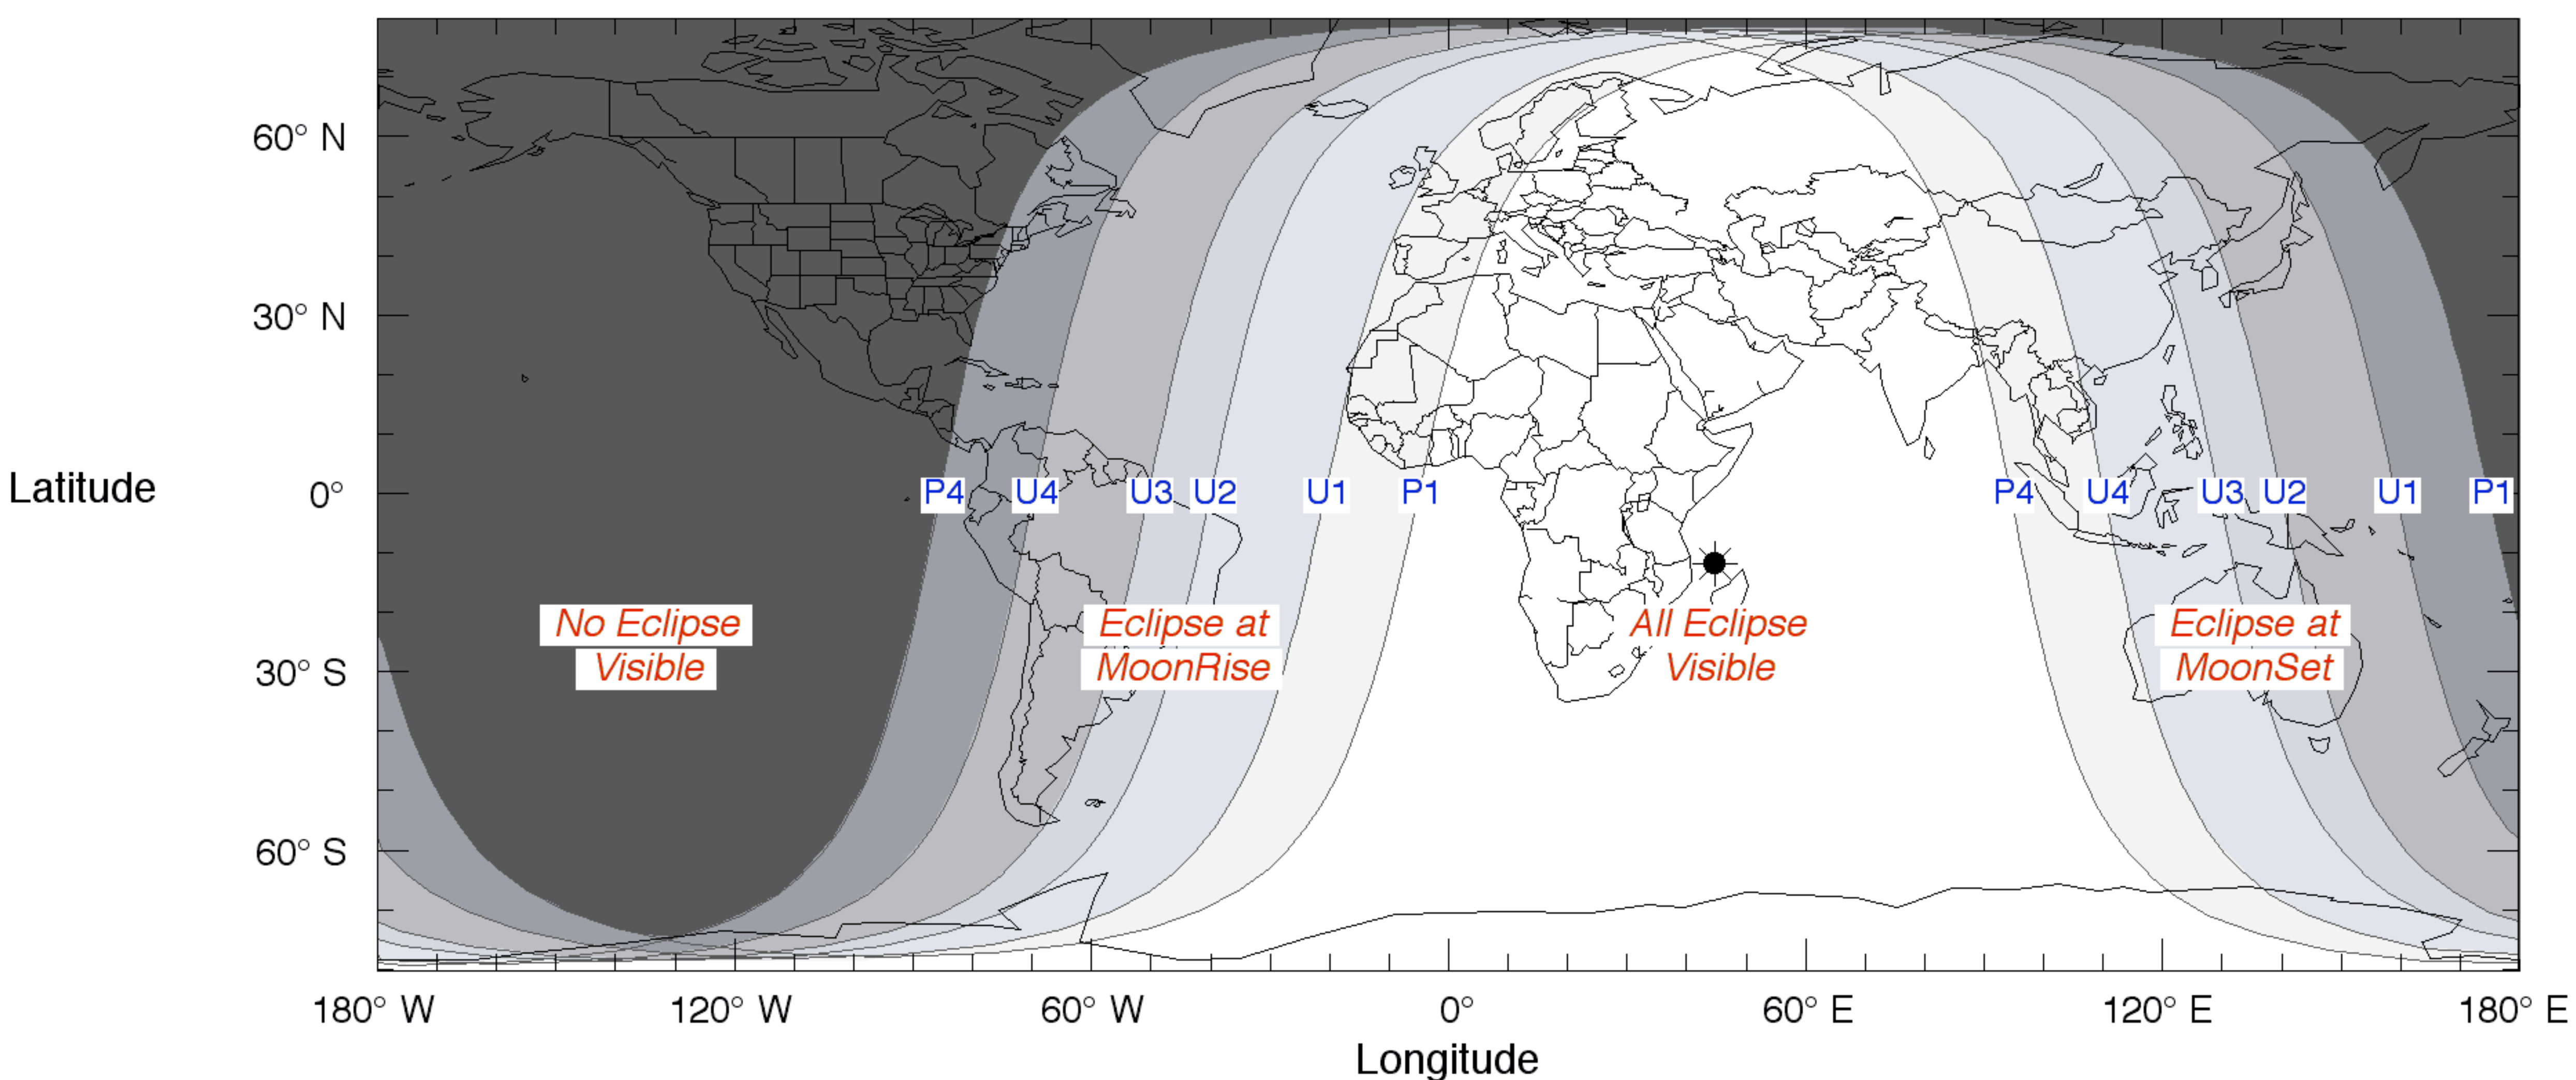 60° N
30° N
Latitude
0°
P4 U4 U3 U2 U1 P1 P4 U4 U3 U2 U1 P1
No Eclipse
Visible
Eclipse at
MoonRise
All Eclipse
Visible
Eclipse at
MoonSet
30° S
60° S
180° W 120° W 60° W 0° 60° E 120° E 180° E
Longitude